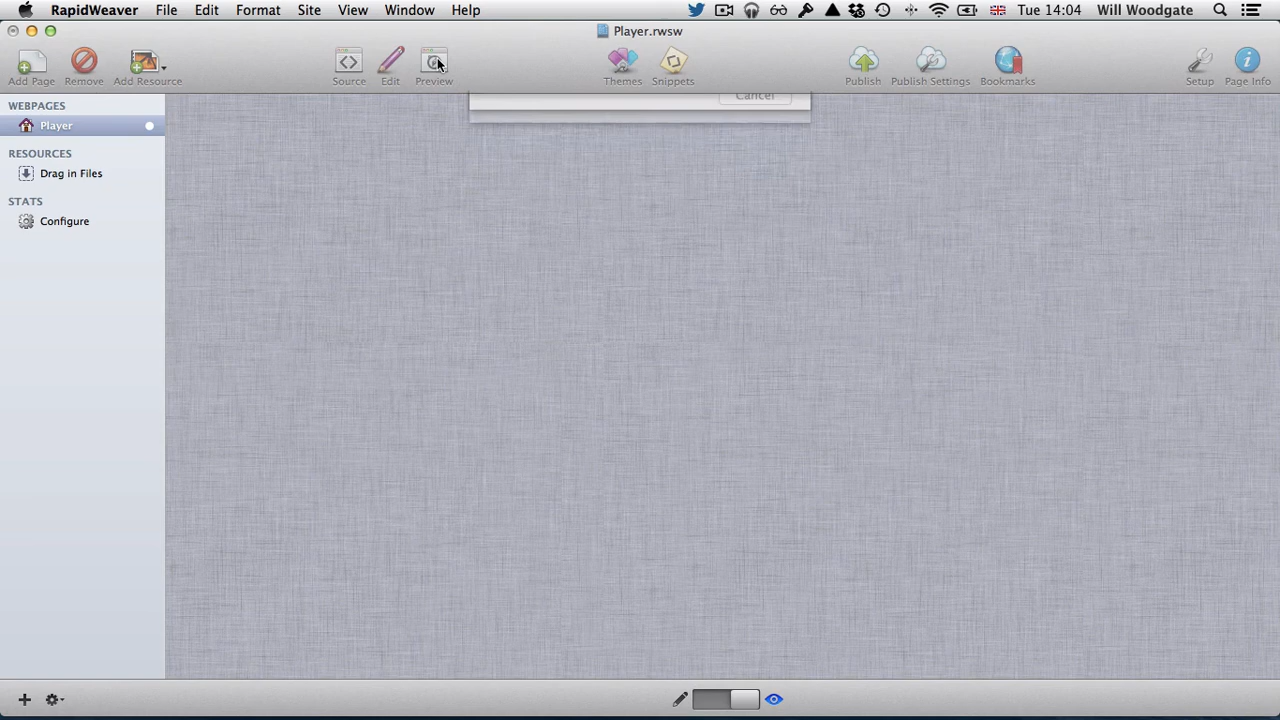 RapidWeaver File Edit Format Site View Window Help Tue 14:04 Will Woodgate
Player.rwsw
Add Page Remove Add Resource Source Edit Preview Themes Snippets Publish Publish Settings Bookmarks Setup Page Info
Cancel
WEBPAGES
Player
RESOURCES
Drag in Files
STATS
Configure